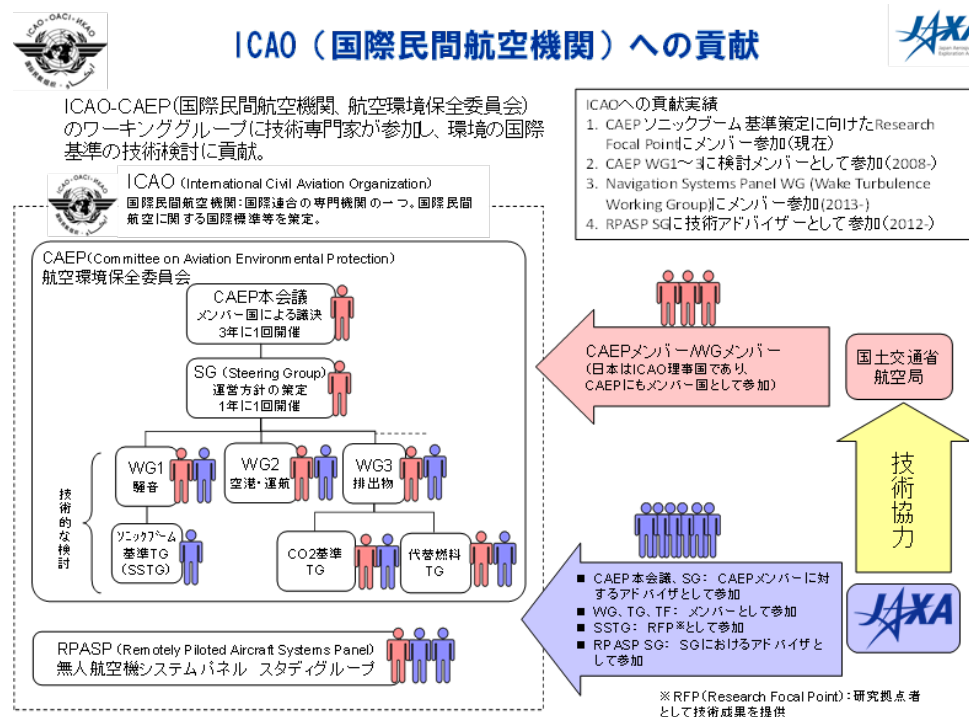 ICAO（国際民間航空機関）への貢献
JAXA
ICAO-CAEP(国際民間航空機関、航空環境保全委員会)
のワーキンググループに技術専門家が参加し、環境の国際
基準の技術検討に貢献。
ICAOへの貢献実績
1. CAEP ソニックブーム基準策定に向けたResearch
Focal Pointにメンバー参加(現在)
2. CAEP WG1～3に検討メンバーとして参加(2008-)
3. Navigation Systems Panel WG (Wake Turbulence
Working Group)にメンバー参加(2013-)
4. RPASP SGに技術アドバイザーとして参加(2012-)
ICAO (International Civil Aviation Organization)
国際民間航空機関:国際連合の専門機関の一つ。国際民間
航空に関する国際標準等を策定。
CAEP(Committee on Aviation Environmental Protection)
航空環境保全委員会
CAEP本会議
メンバー国による議決
3年に1回開催
SG (Steering Group)
運営方針の策定
1年に1回開催
技術的な検討
WG1
騒音
WG2
空港・運航
WG3
排出物
ソニックブーム
基準TG
(SSTG)
CO2基準
TG
代替燃料
TG
RPASP (Remotely Piloted Aircraft Systems Panel)
無人航空機システムパネル スタディグループ
CAEPメンバー/WGメンバー
(日本はICAO理事国であり、
CAEPにもメンバー国として参加)
国土交通省
航空局
技術協力
■ CAEP本会議、SG: CAEPメンバーに対
するアドバイザとして参加
■ WG、TG、TF: メンバーとして参加
■ SSTG: RFP※として参加
■ RPASP SG: SGにおけるアドバイザと
して参加
JAXA
※RFP(Research Focal Point):研究拠点者
として技術成果を提供